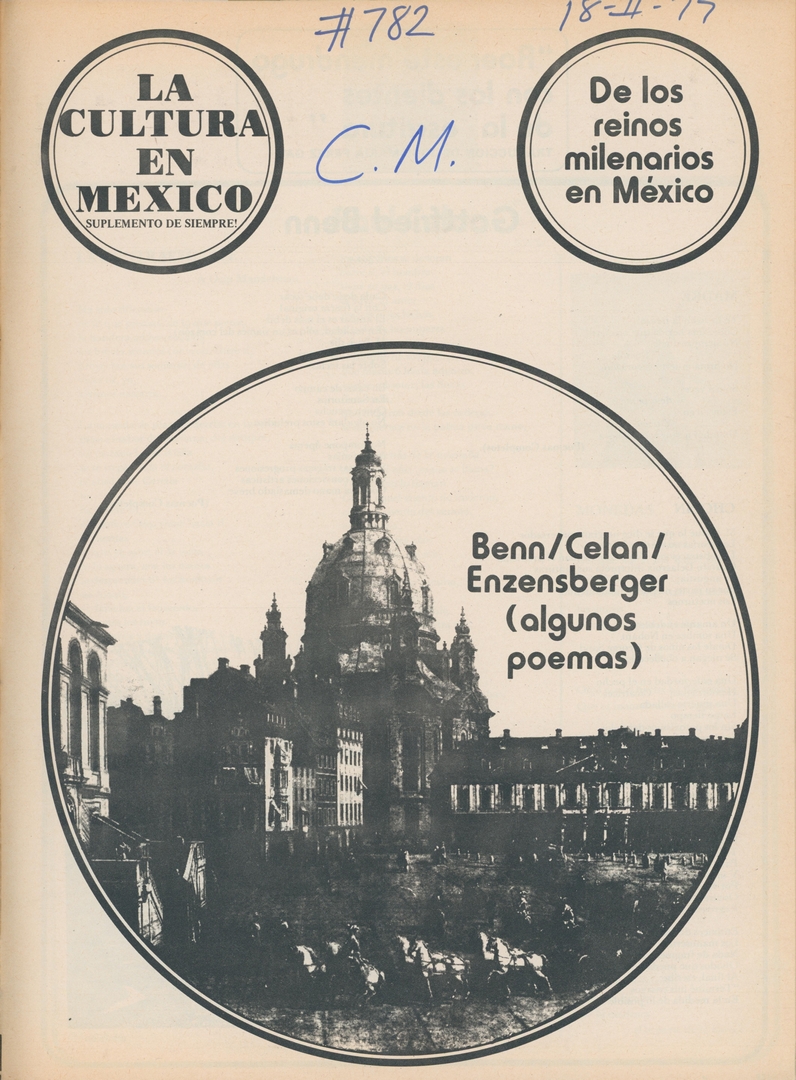 #782
18-II-77
LA
CULTURA
EN
MEXICO
SUPLEMENTO DE SIEMPRE!
C.M.
De los
reinos
milenarios
en México
Benn/Celan/
Enzensberger
(algunos
poemas)